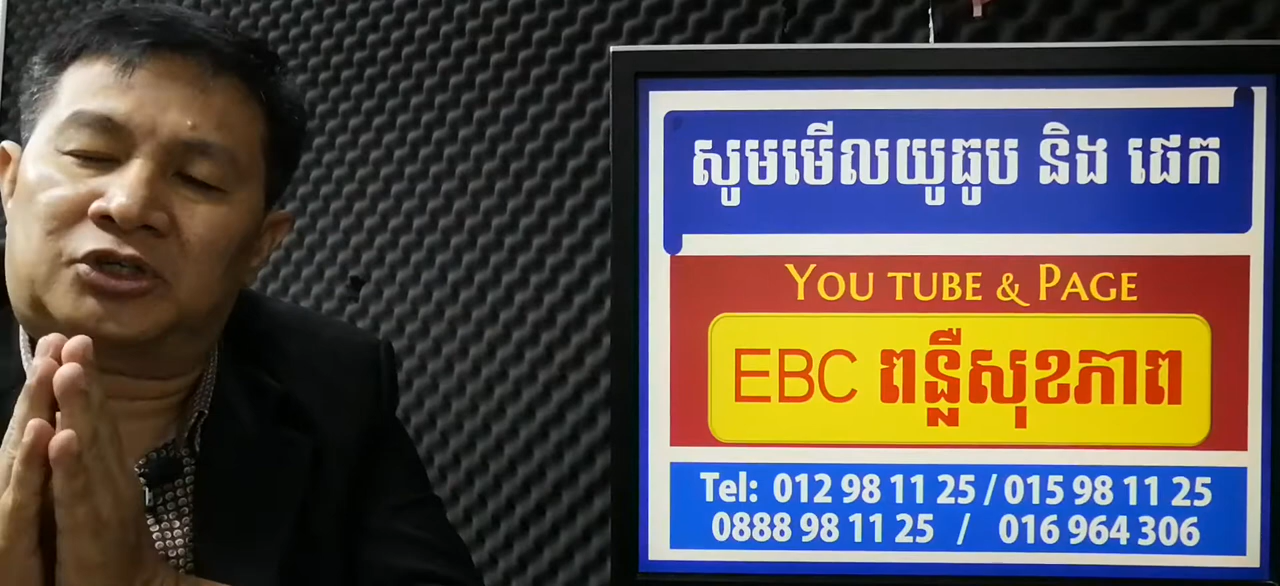 សូមមើលយូធូប និង ផេក
YOU TUBE & PAGE
EBC ពន្លឺសុខភាព
Tel: 012 98 11 25 / 015 98 11 25
0888 98 11 25 / 016 964 306